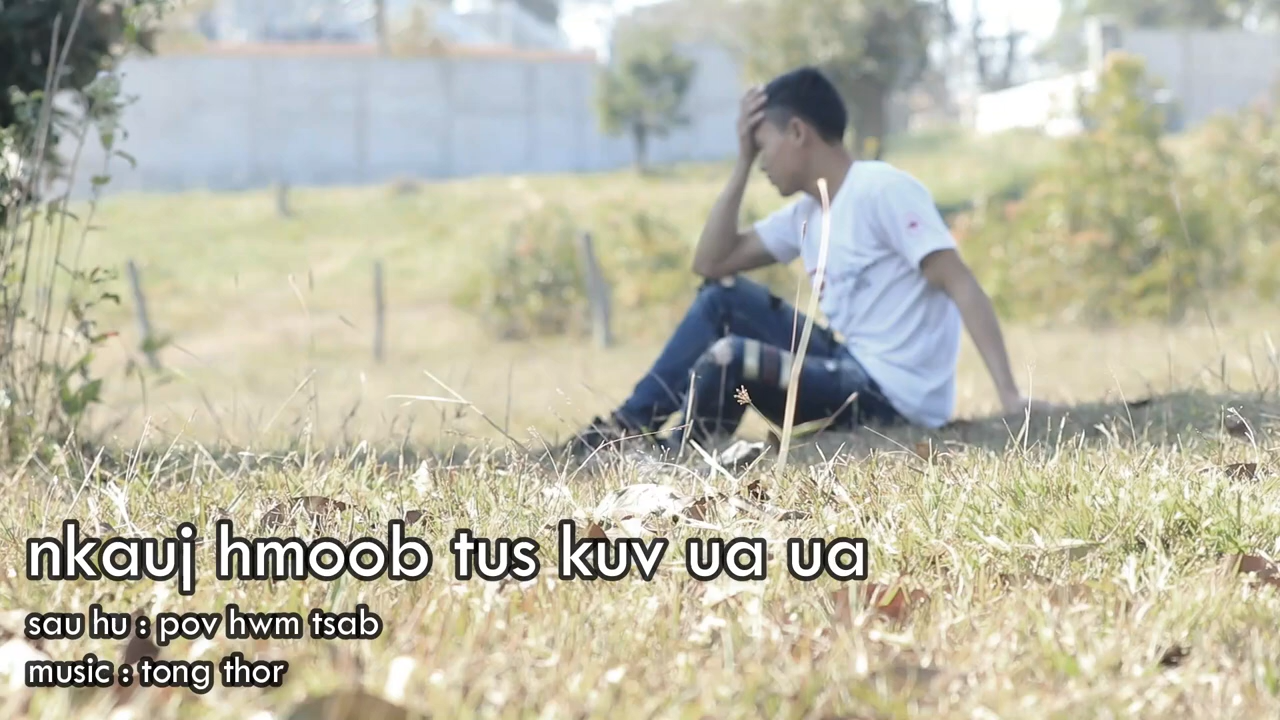 nkauj hmoob tus kuv ua ua
sau hu : pov hwm tsab
music : tong thor